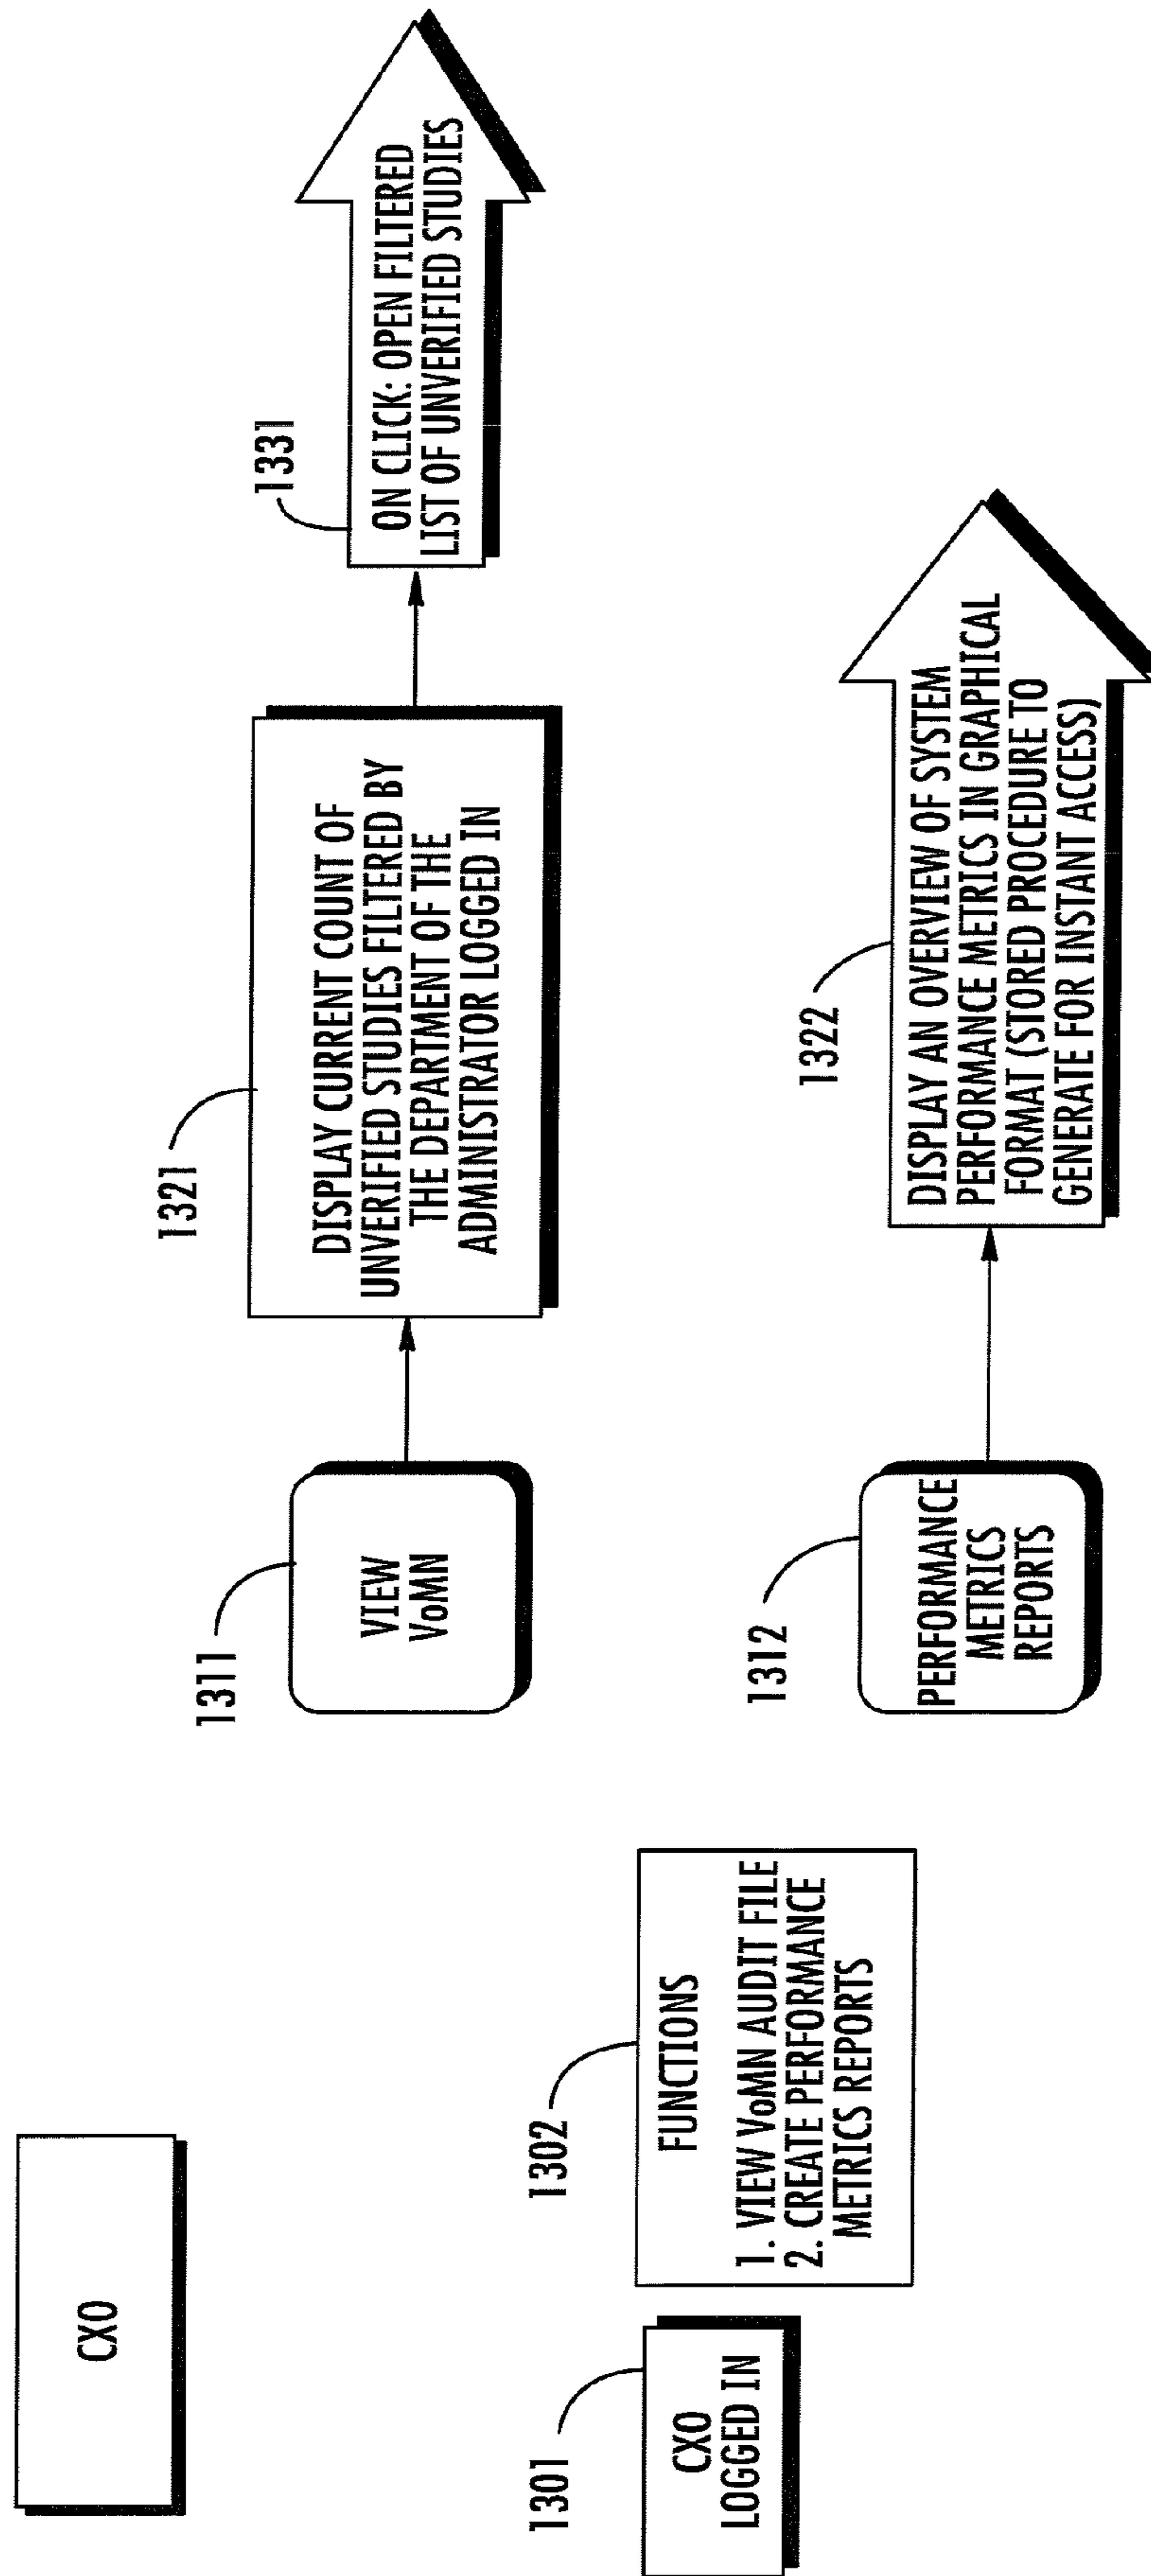 CXO
1301
CXO
LOGGED IN
1302
FUNCTIONS
1. VIEW VoMN AUDIT FILE
2. CREATE PERFORMANCE
METRICS REPORTS
1311
VIEW
VoMN
1321
DISPLAY CURRENT COUNT OF
UNVERIFIED STUDIES FILTERED BY
THE DEPARTMENT OF THE
ADMINISTRATOR LOGGED IN
1331
ON CLICK: OPEN FILTERED
LIST OF UNVERIFIED STUDIES
1312
PERFORMANCE
METRICS
REPORTS
1322
DISPLAY AN OVERVIEW OF SYSTEM
PERFORMANCE METRICS IN GRAPHICAL
FORMAT (STORED PROCEDURE TO
GENERATE FOR INSTANT ACCESS)